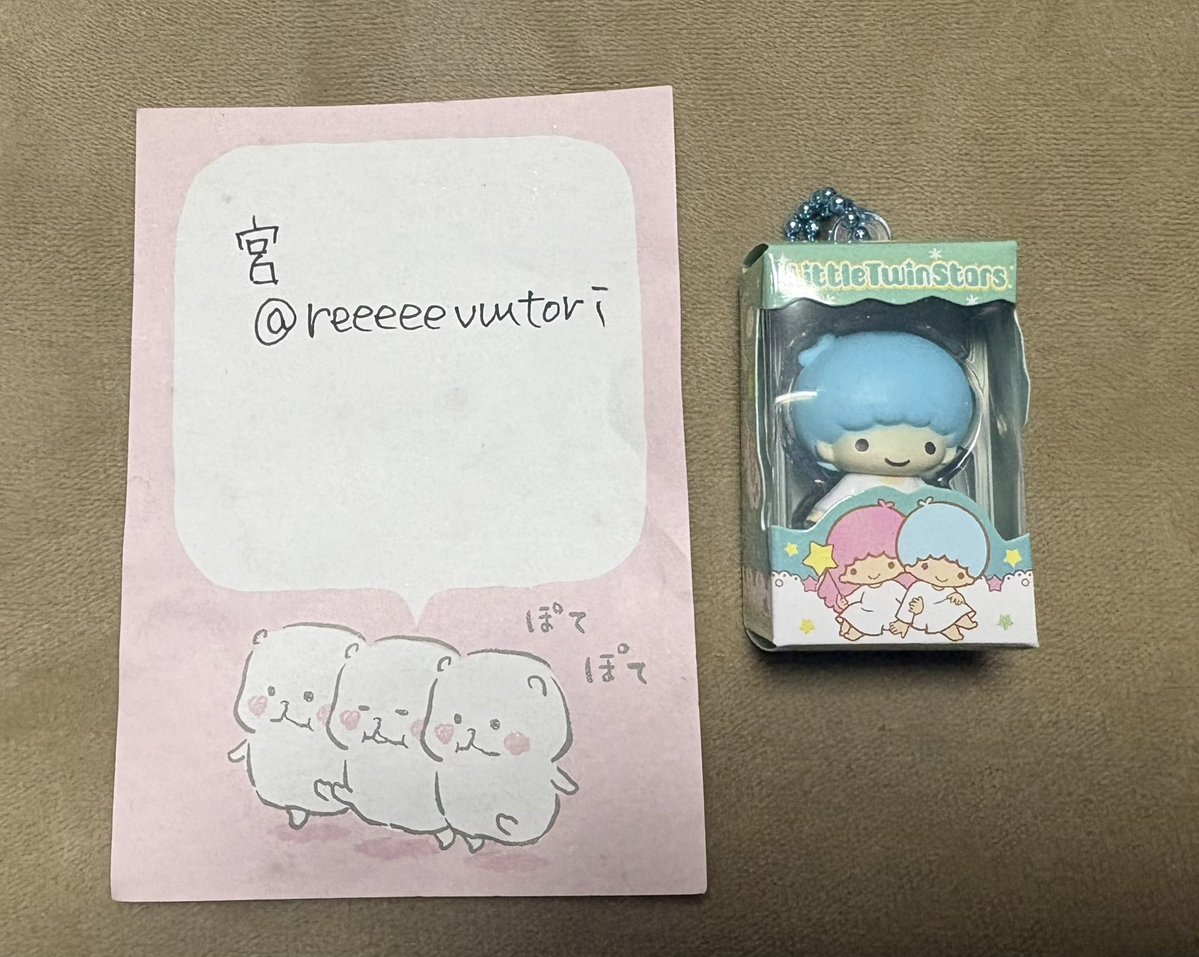 宮
@reeeeevuutori
ぽて
ぽて
LittleTwinStars